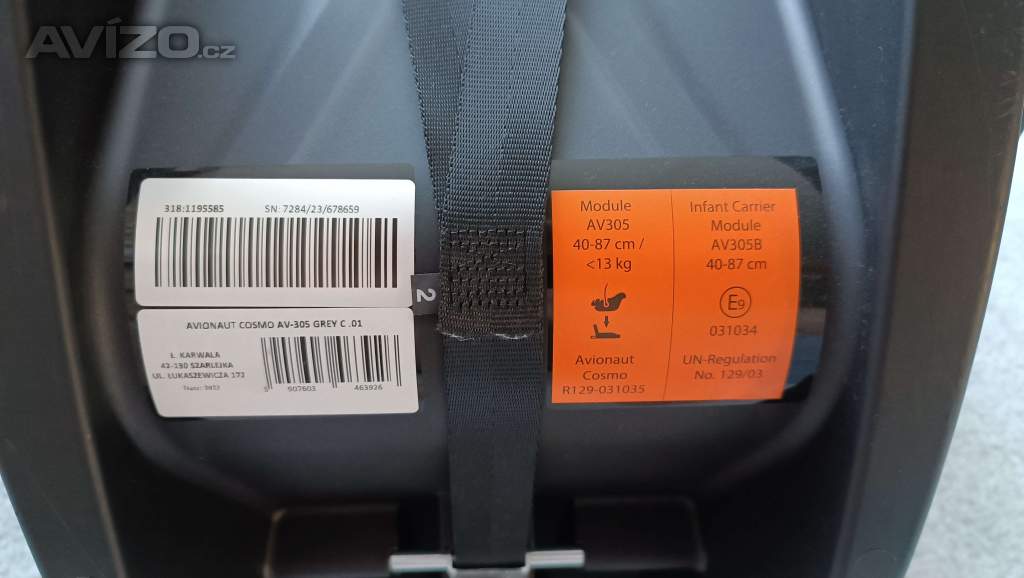 AVÍZO.cz
318:1195585 SN: 7284/23/678659
2
AVIONAUT COSMO AV-305 GREY C .01
Ł. KARWALA
42-130 SZARLEJKA
UL. ŁUKASZEWICZA 172
5 907603 463926
Module
AV305
40-87 cm /
<13 kg
Avionaut
Cosmo
R129-031035
Infant Carrier
Module
AV305B
40-87 cm
E9
031034
UN-Regulation
No. 129/03